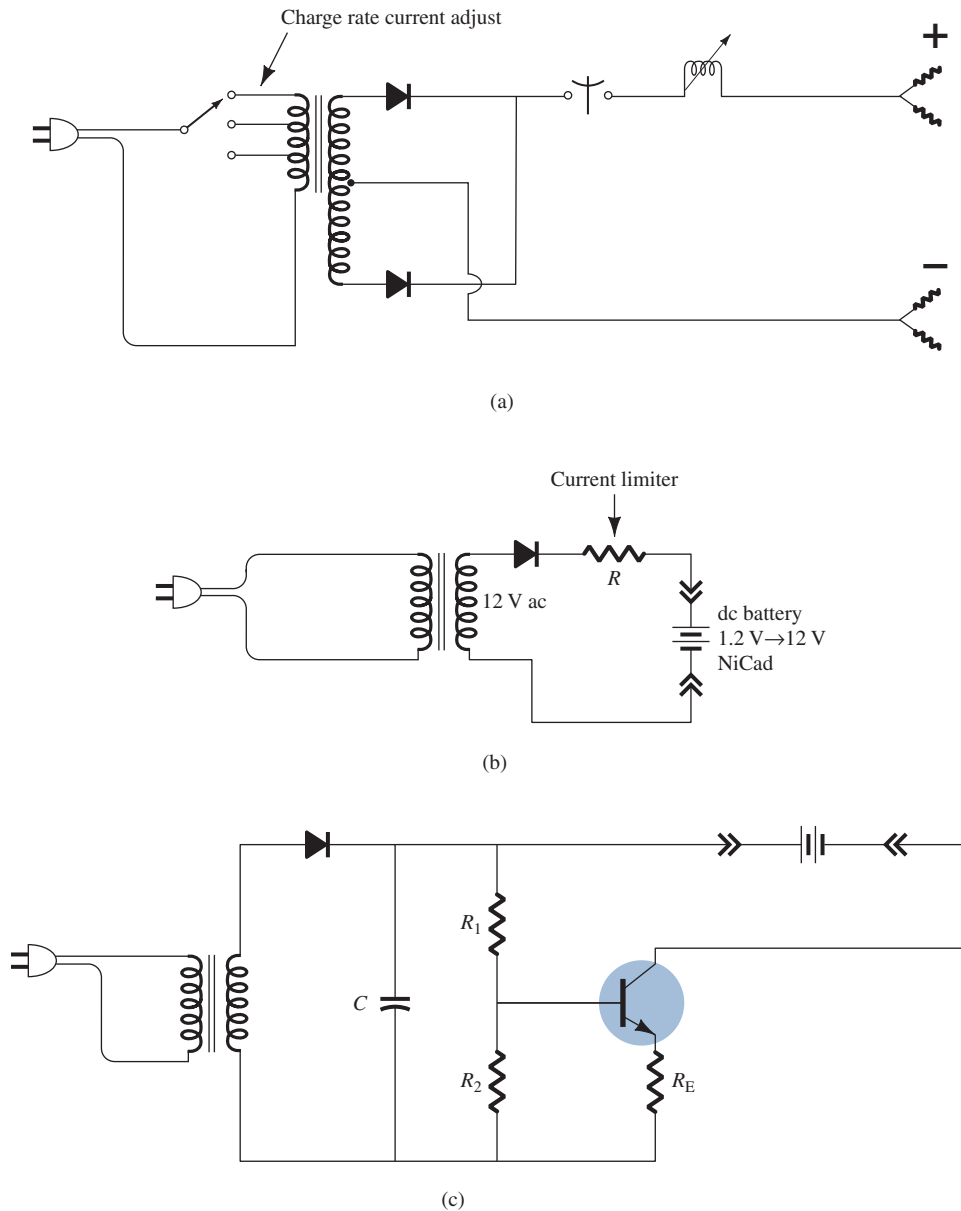 Charge rate current adjust
+
−
(a)
Current limiter
R
12 V ac
dc battery
1.2 V→12 V
NiCad
(b)
R1
C
R2
RE
(c)